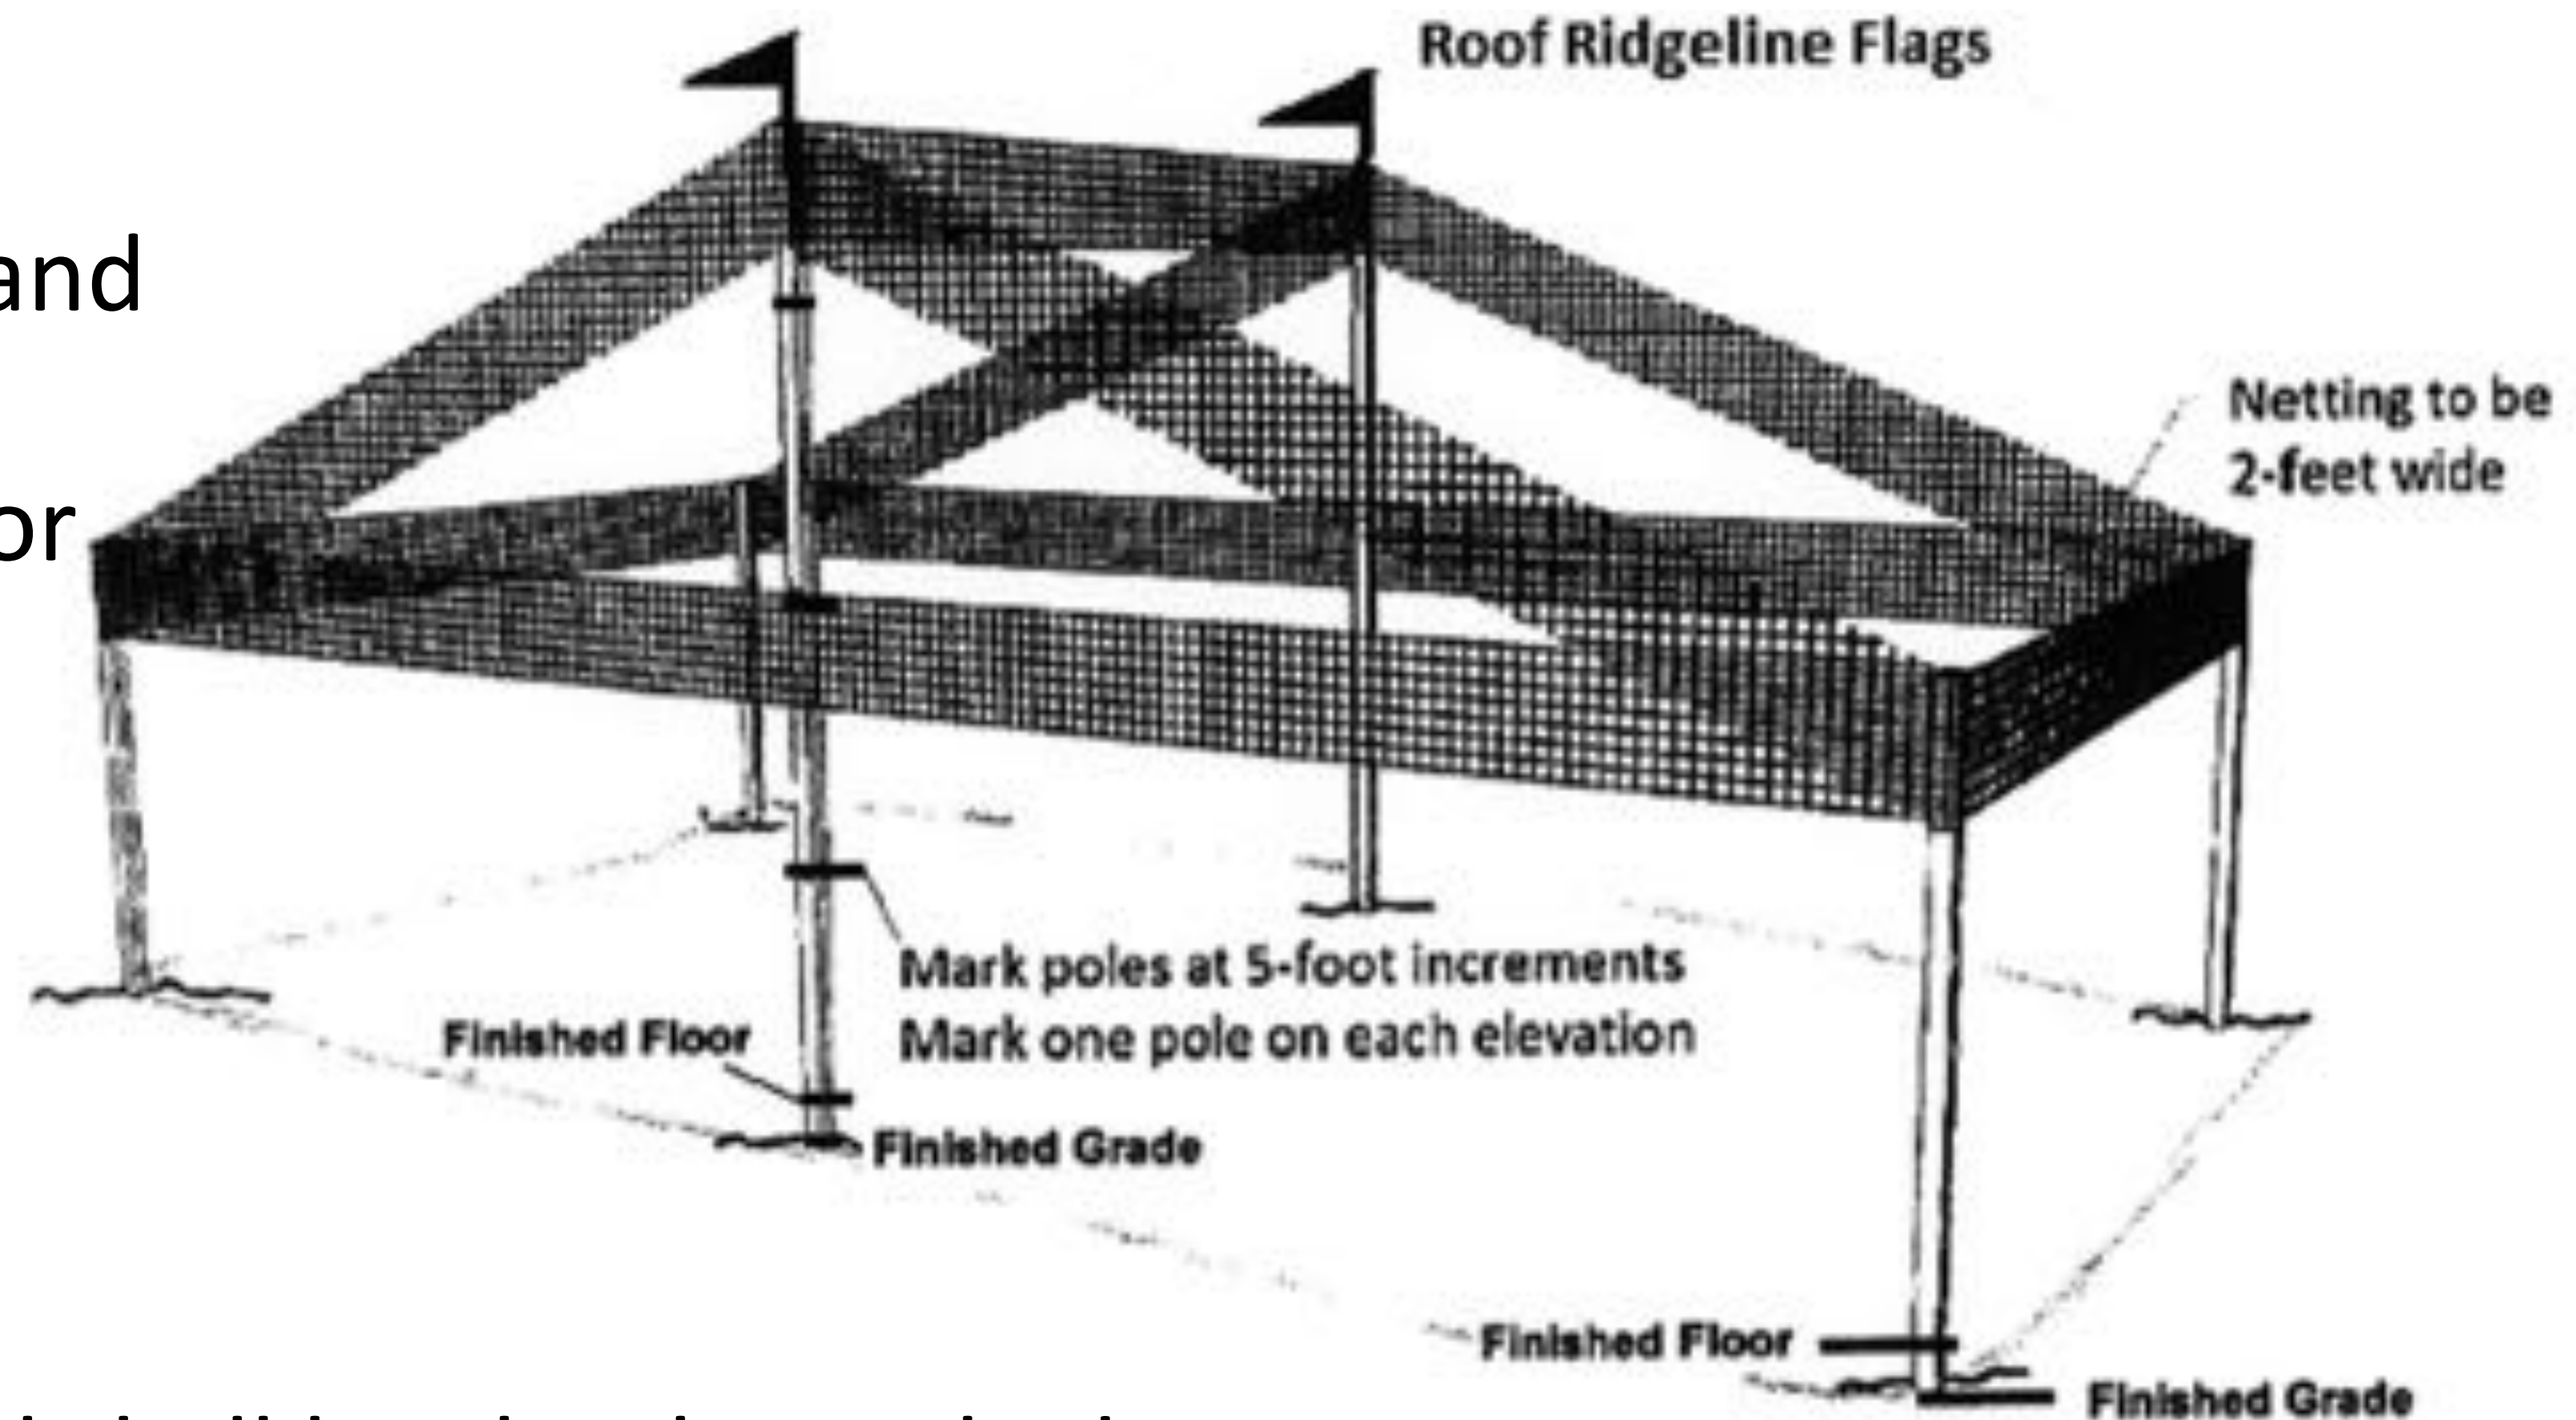 Roof Ridgeline Flags
and
Netting to be
2-feet wide
or
Mark poles at 5-foot increments
Mark one pole on each elevation
Finished Floor
Finished Grade
Finished Floor
Finished Grade